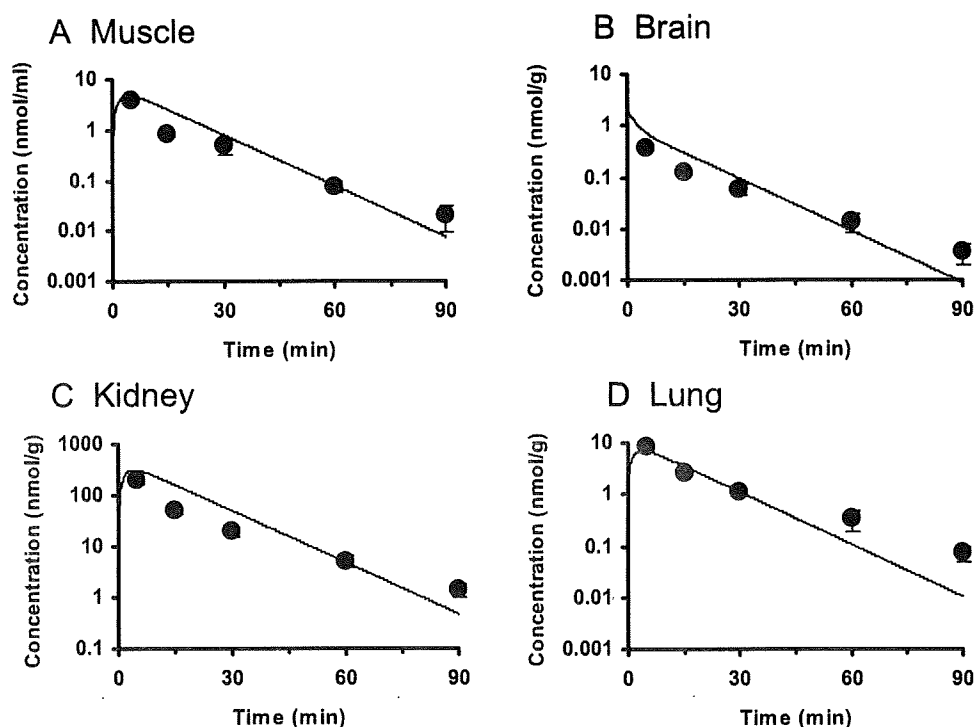 A Muscle
Concentration (nmol/ml)
10
1
0.1
0.01
0.001
0 30 60 90
Time (min)
B Brain
Concentration (nmol/g)
10
1
0.1
0.01
0.001
0 30 60 90
Time (min)
C Kidney
Concentration (nmol/g)
1000
100
10
1
0.1
0 30 60 90
Time (min)
D Lung
Concentration (nmol/g)
10
1
0.1
0.01
0.001
0 30 60 90
Time (min)